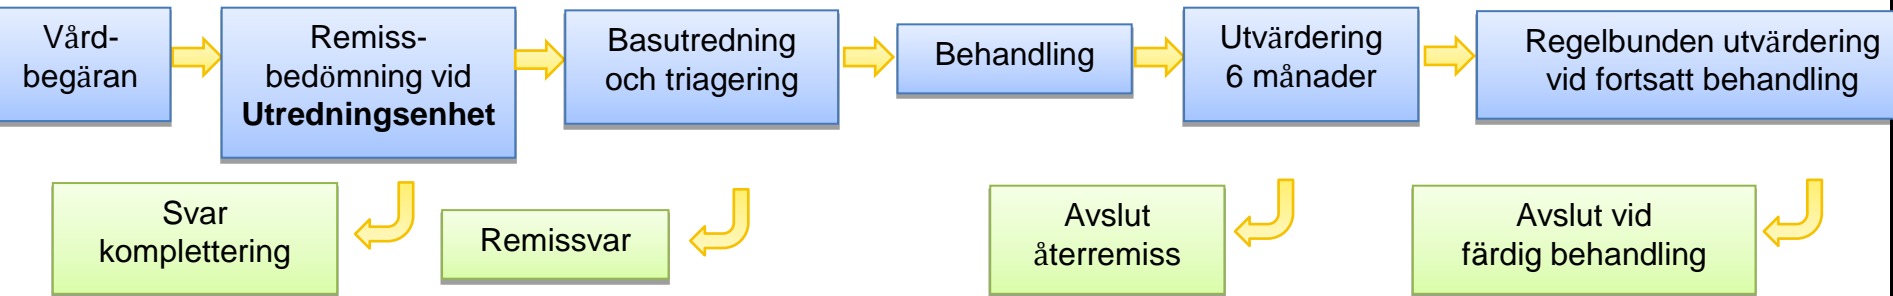 Vård-
begäran
Remiss-
bedömning vid
Utredningsenhet
Basutredning
och triagering
Behandling
Utvärdering
6 månader
Regelbunden utvärdering
vid fortsatt behandling
Svar
komplettering
Remissvar
Avslut
återremiss
Avslut vid
färdig behandling